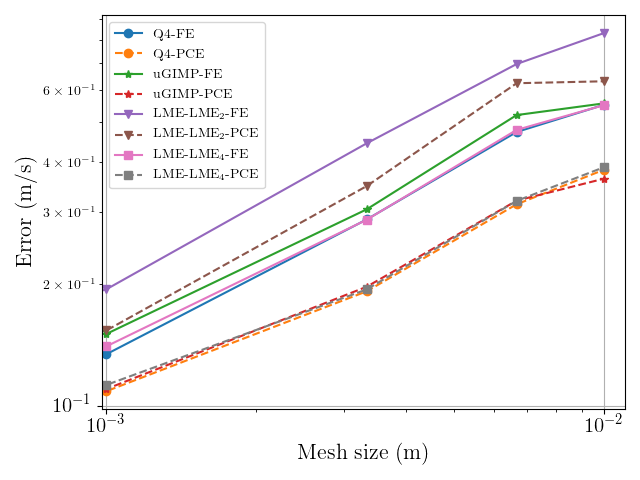 Q4-FE
Q4-PCE
uGIMP-FE
uGIMP-PCE
LME-LME₂-FE
LME-LME₂-PCE
LME-LME₄-FE
LME-LME₄-PCE
6 × 10⁻¹
4 × 10⁻¹
3 × 10⁻¹
2 × 10⁻¹
10⁻¹
Error (m/s)
10⁻³ 10⁻²
Mesh size (m)